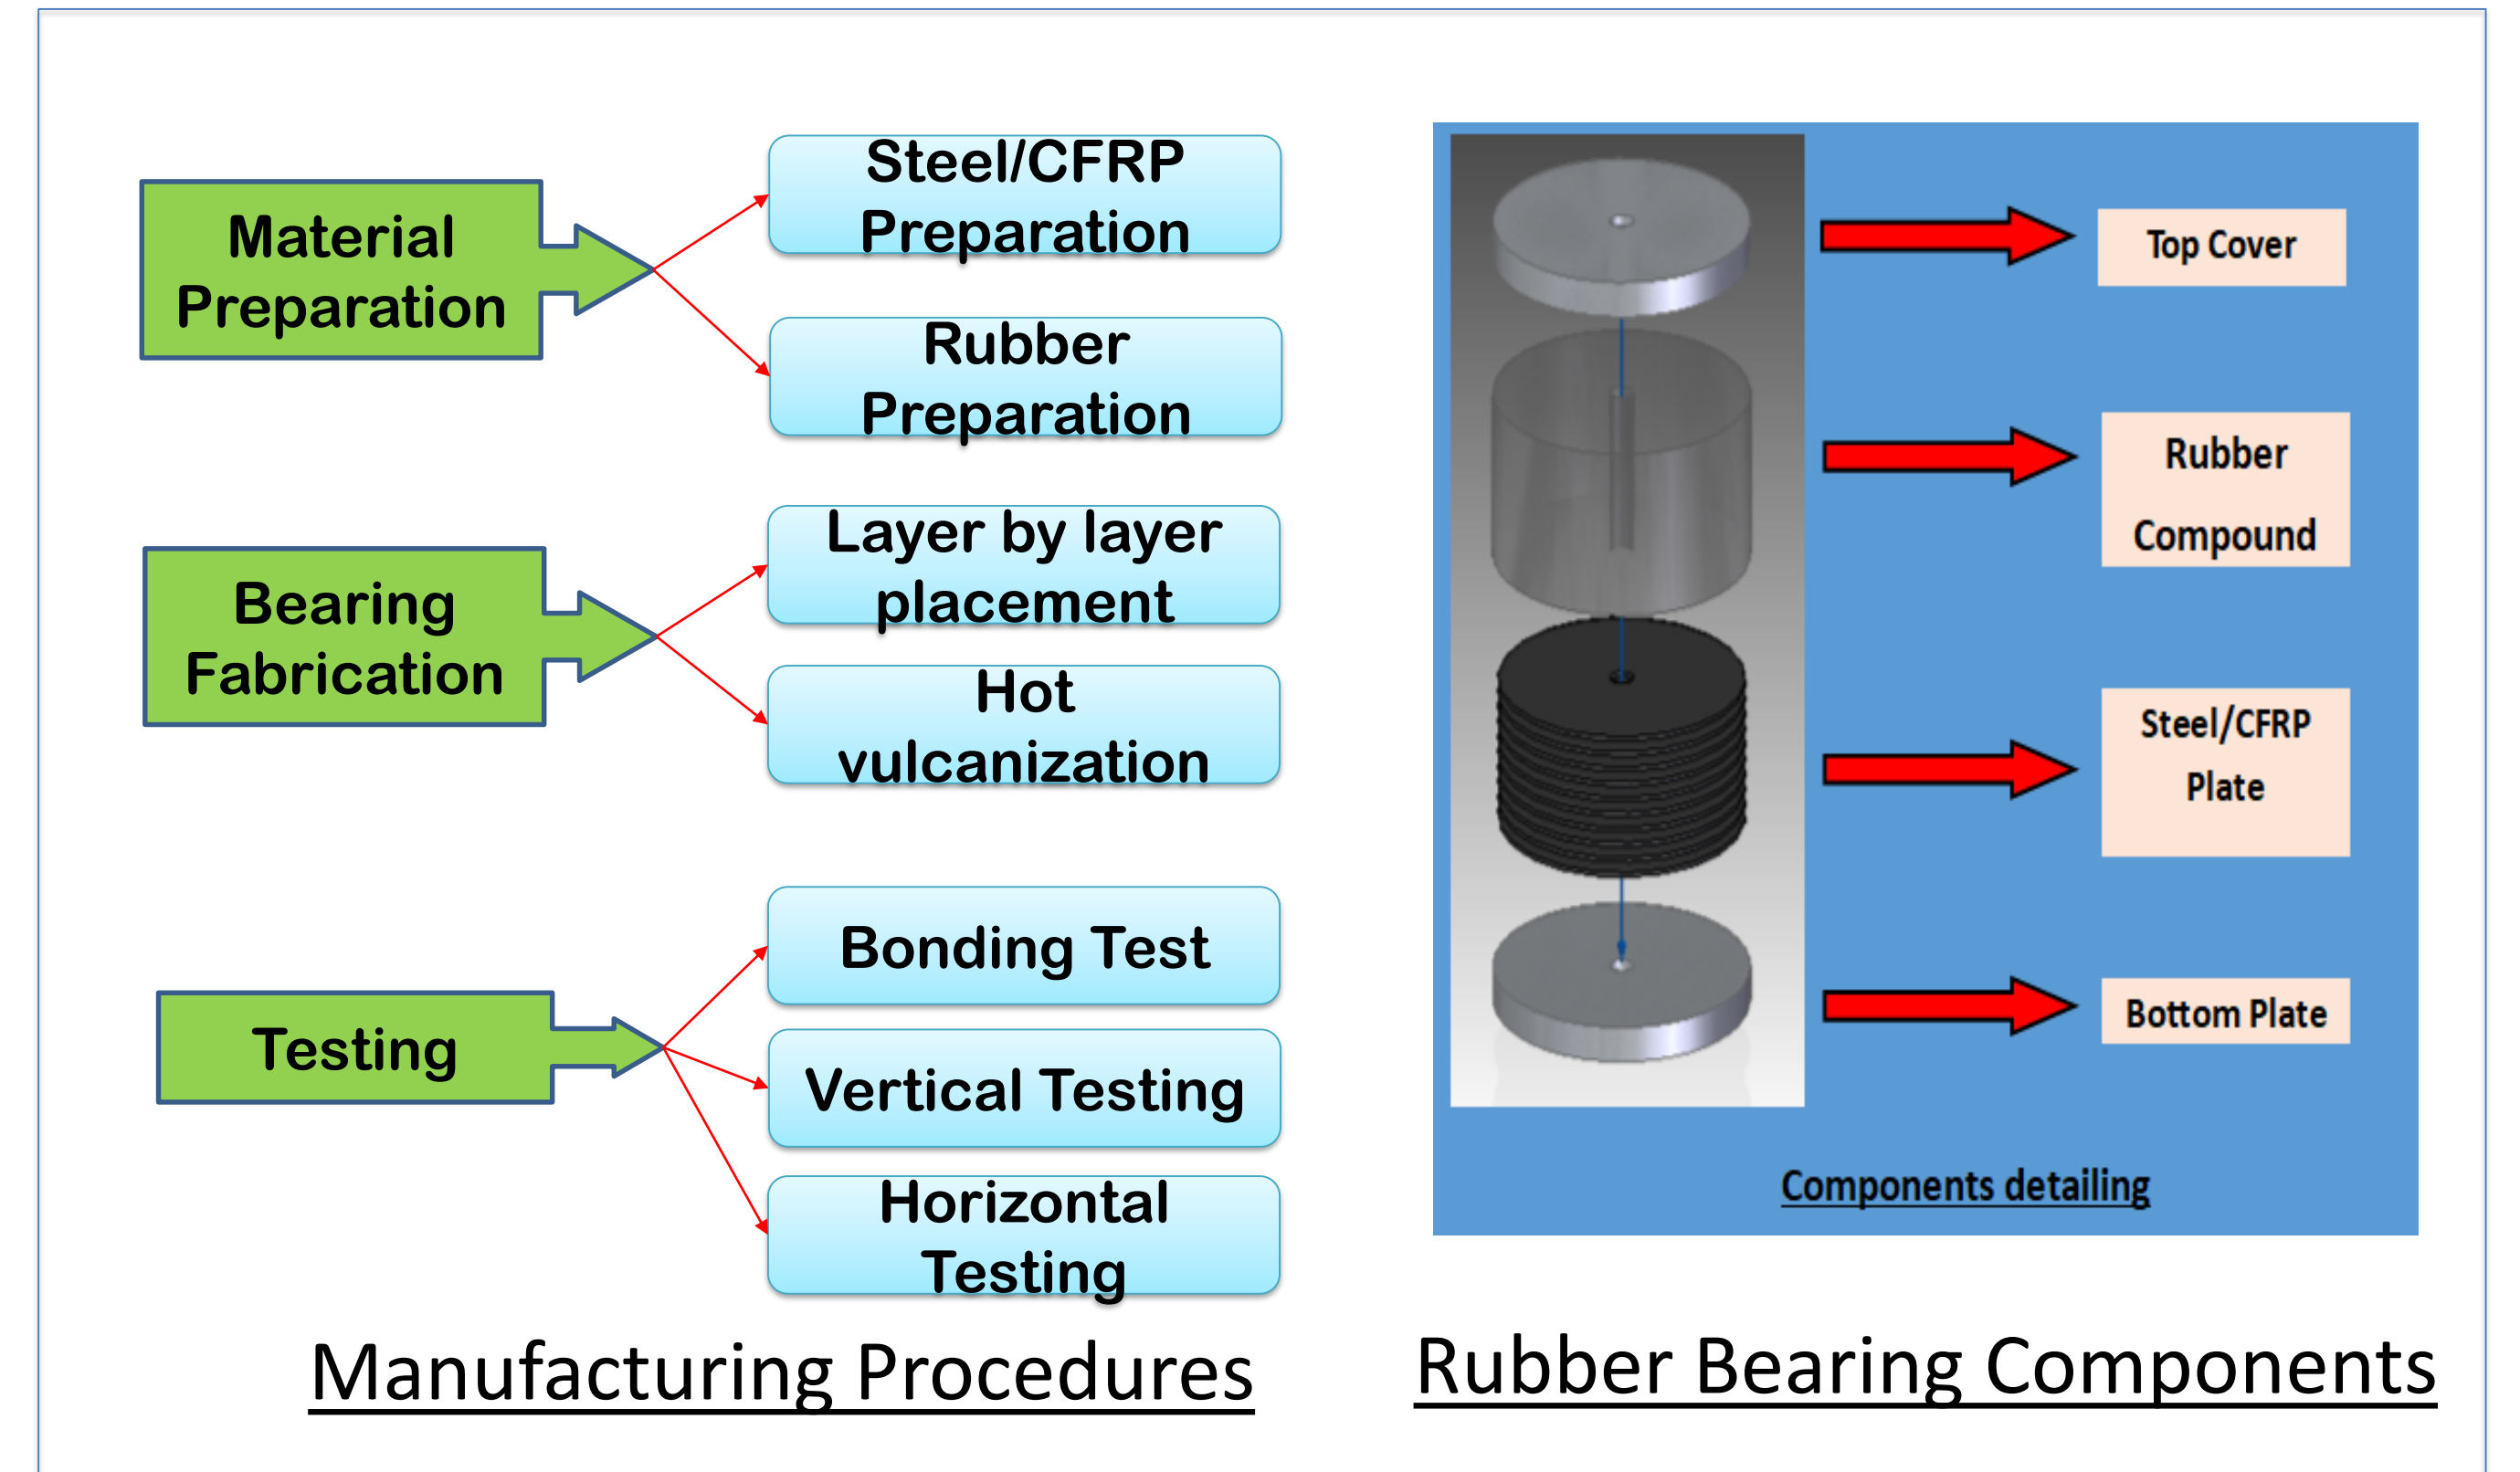 Material
Preparation
Steel/CFRP
Preparation
Rubber
Preparation
Bearing
Fabrication
Layer by layer
placement
Hot
vulcanization
Testing
Bonding Test
Vertical Testing
Horizontal
Testing
Manufacturing Procedures
Top Cover
Rubber
Compound
Steel/CFRP
Plate
Bottom Plate
Components detailing
Rubber Bearing Components